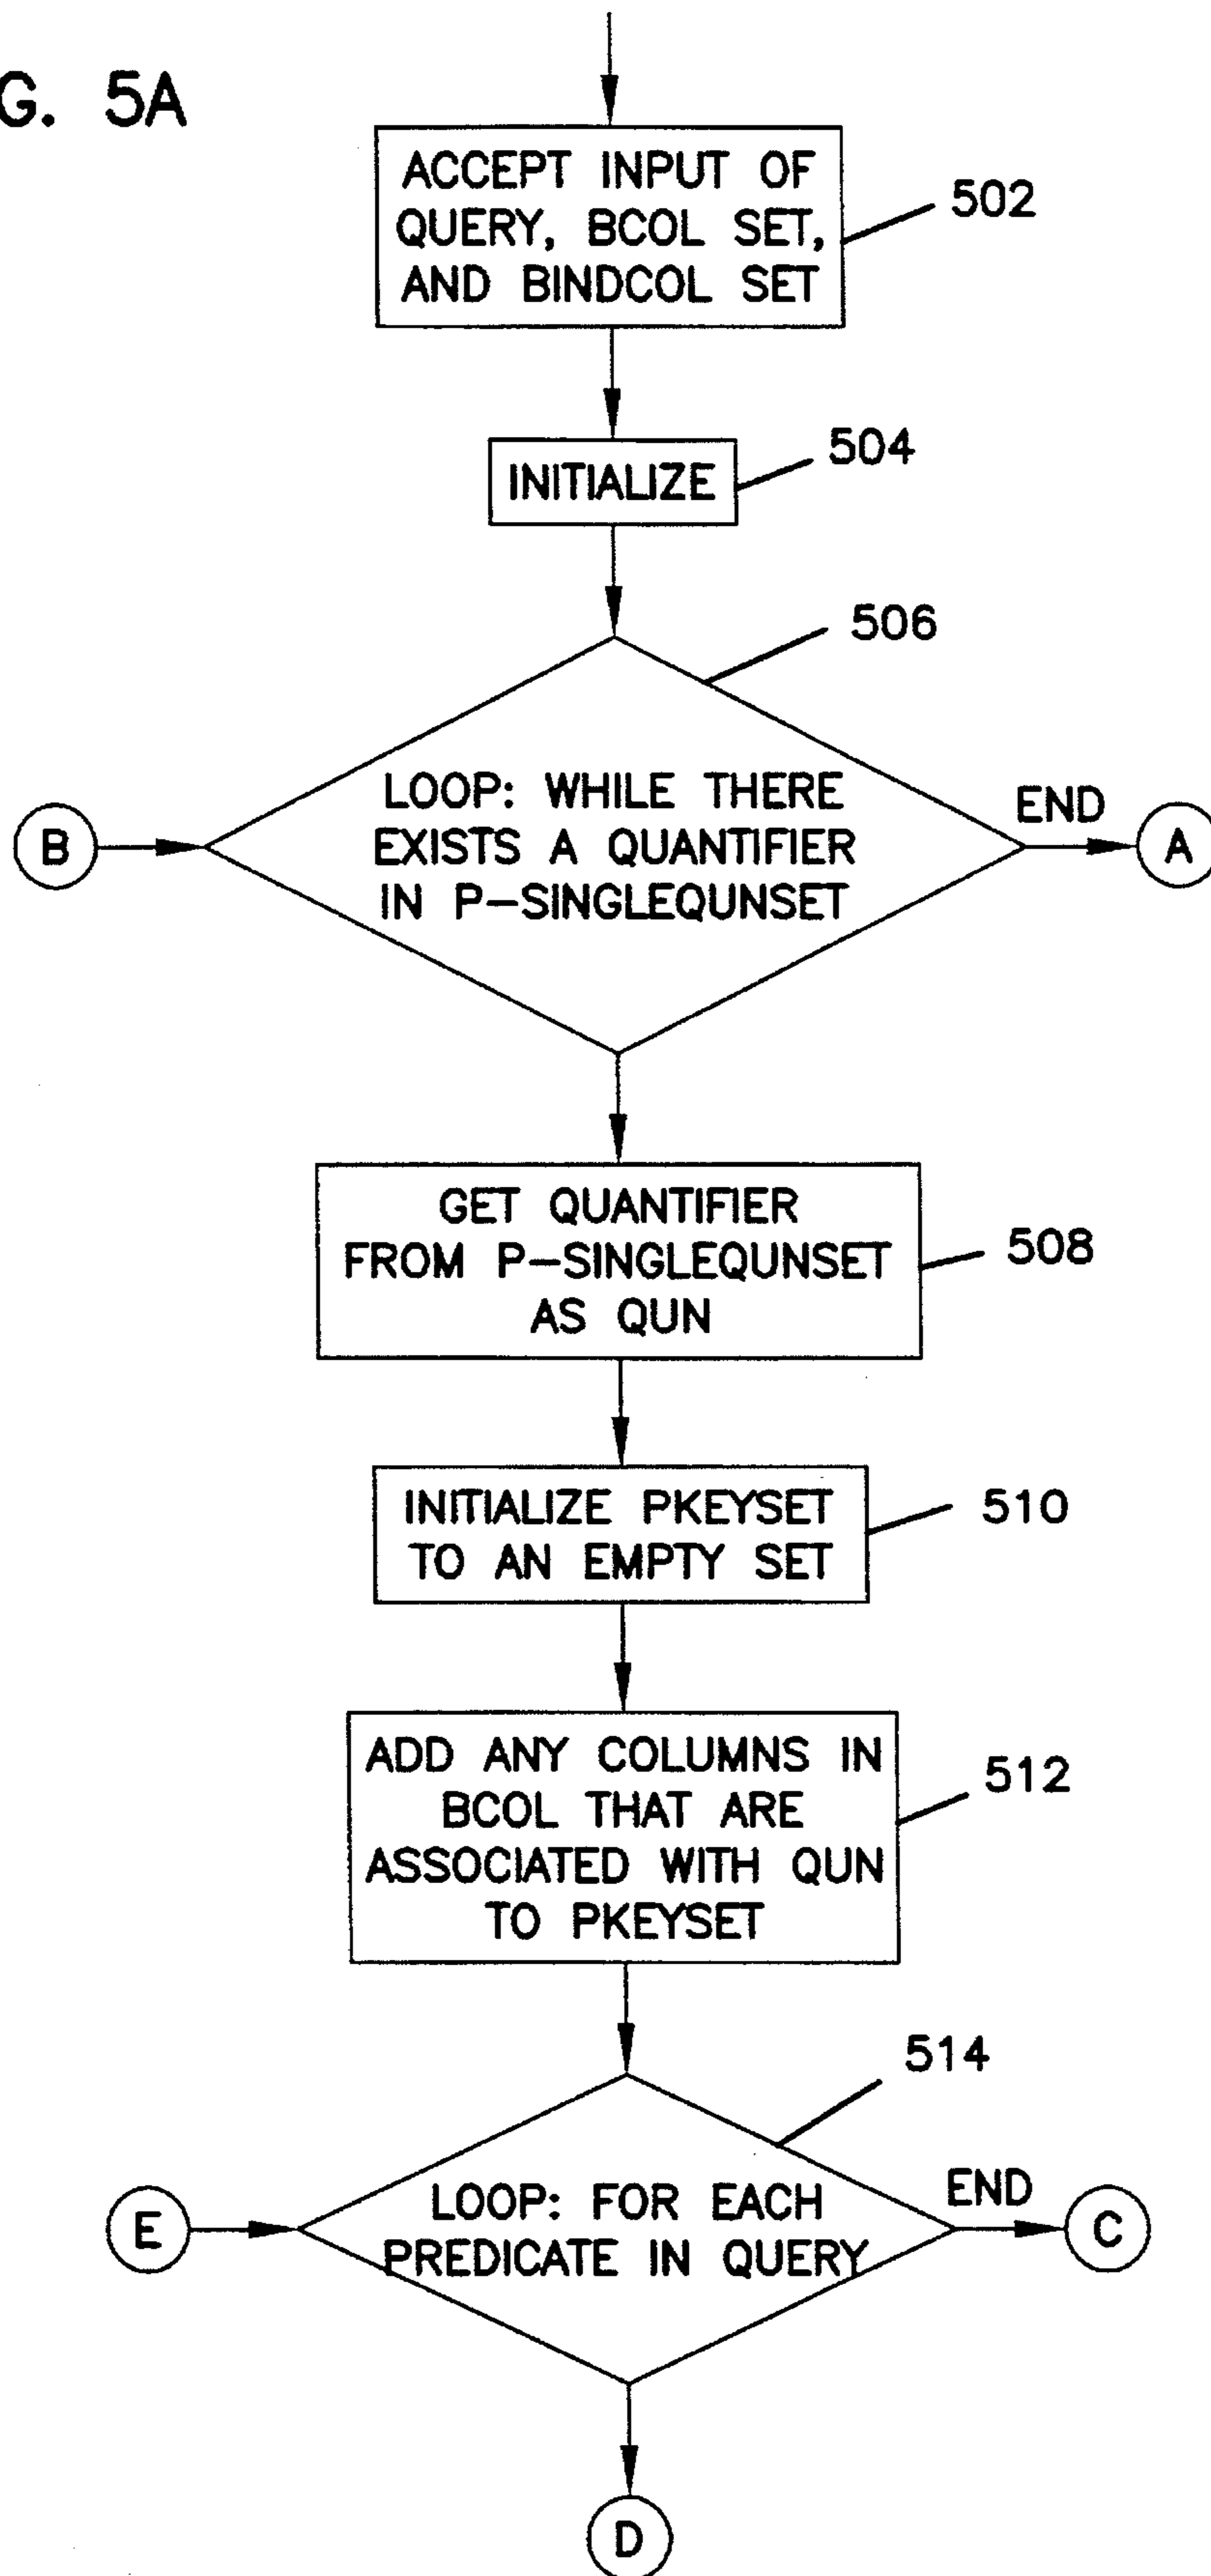 G. 5A
ACCEPT INPUT OF
QUERY, BCOL SET,
AND BINDCOL SET
502
INITIALIZE
504
506
LOOP: WHILE THERE
EXISTS A QUANTIFIER
IN P-SINGLEQUNSET
B
END
A
GET QUANTIFIER
FROM P-SINGLEQUNSET
AS QUN
508
INITIALIZE PKEYSET
TO AN EMPTY SET
510
ADD ANY COLUMNS IN
BCOL THAT ARE
ASSOCIATED WITH QUN
TO PKEYSET
512
514
LOOP: FOR EACH
PREDICATE IN QUERY
E
END
C
D